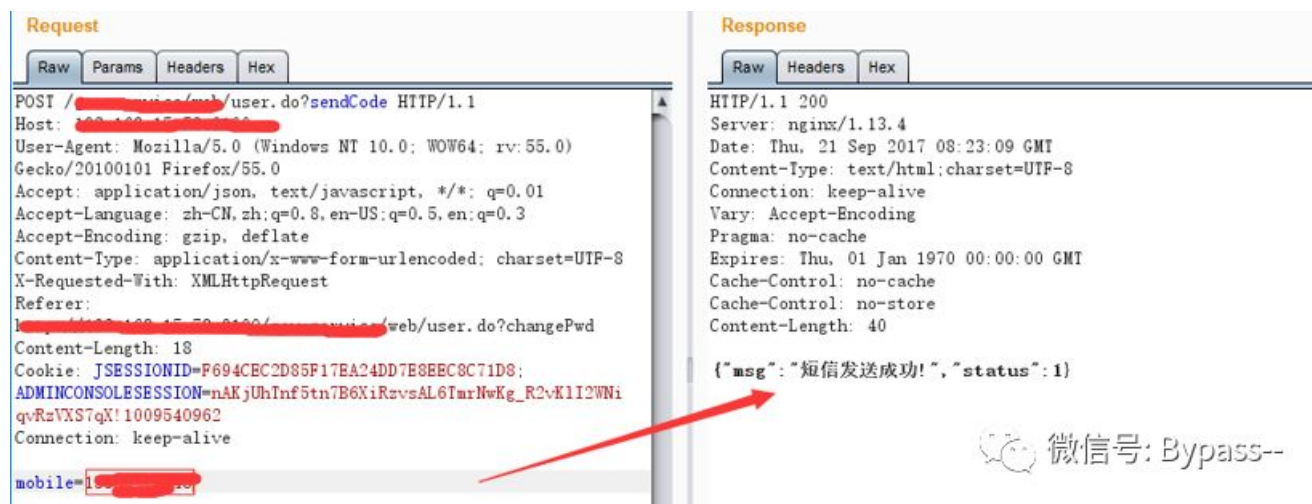 Request
Raw Params Headers Hex
POST / /user.do?sendCode HTTP/1.1
Host:
User-Agent: Mozilla/5.0 (Windows NT 10.0; WOW64; rv:55.0)
Gecko/20100101 Firefox/55.0
Accept: application/json, text/javascript, */*; q=0.01
Accept-Language: zh-CN,zh;q=0.8,en-US;q=0.5,en;q=0.3
Accept-Encoding: gzip, deflate
Content-Type: application/x-www-form-urlencoded; charset=UTF-8
X-Requested-With: XMLHttpRequest
Referer:
web/user.do?changePwd
Content-Length: 18
Cookie: JSESSIONID=F694CEC2D85F17EA24DD7E8EEC8C71D8;
ADMINCONSOLESESSION=nAKjUhTnf5tn7B6XiRzvsAL6TmrNwKg_R2vKlI2WNi
qvRzVXS7qX!1009540962
Connection: keep-alive
mobile=1
Response
Raw Headers Hex
HTTP/1.1 200
Server: nginx/1.13.4
Date: Thu, 21 Sep 2017 08:23:09 GMT
Content-Type: text/html;charset=UTF-8
Connection: keep-alive
Vary: Accept-Encoding
Pragma: no-cache
Expires: Thu, 01 Jan 1970 00:00:00 GMT
Cache-Control: no-cache
Cache-Control: no-store
Content-Length: 40
{"msg":"短信发送成功!","status":1}
微信号: Bypass--